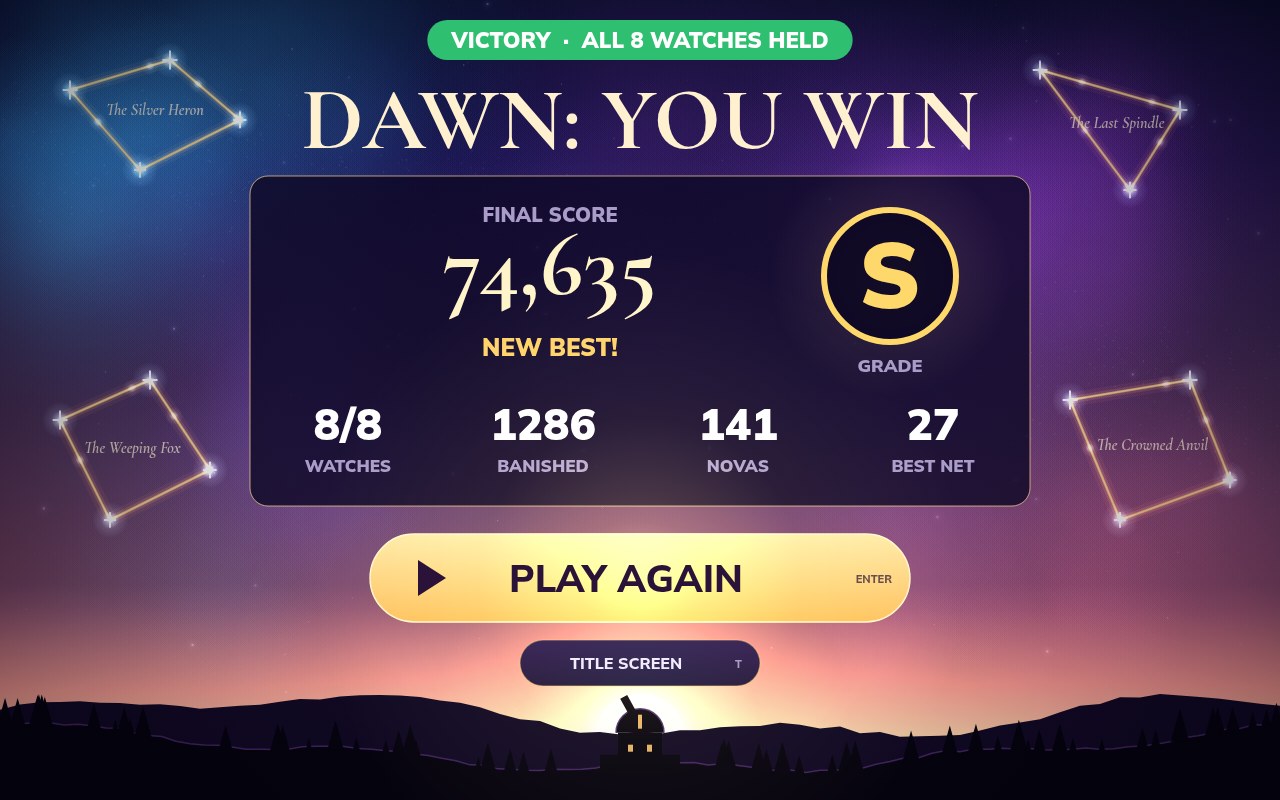 VICTORY · ALL 8 WATCHES HELD
DAWN: YOU WIN
The Silver Heron
The Last Spindle
FINAL SCORE
74,635
NEW BEST!
S
GRADE
8/8
WATCHES
1286
BANISHED
141
NOVAS
27
BEST NET
The Weeping Fox
The Crowned Anvil
PLAY AGAIN ENTER
TITLE SCREEN T